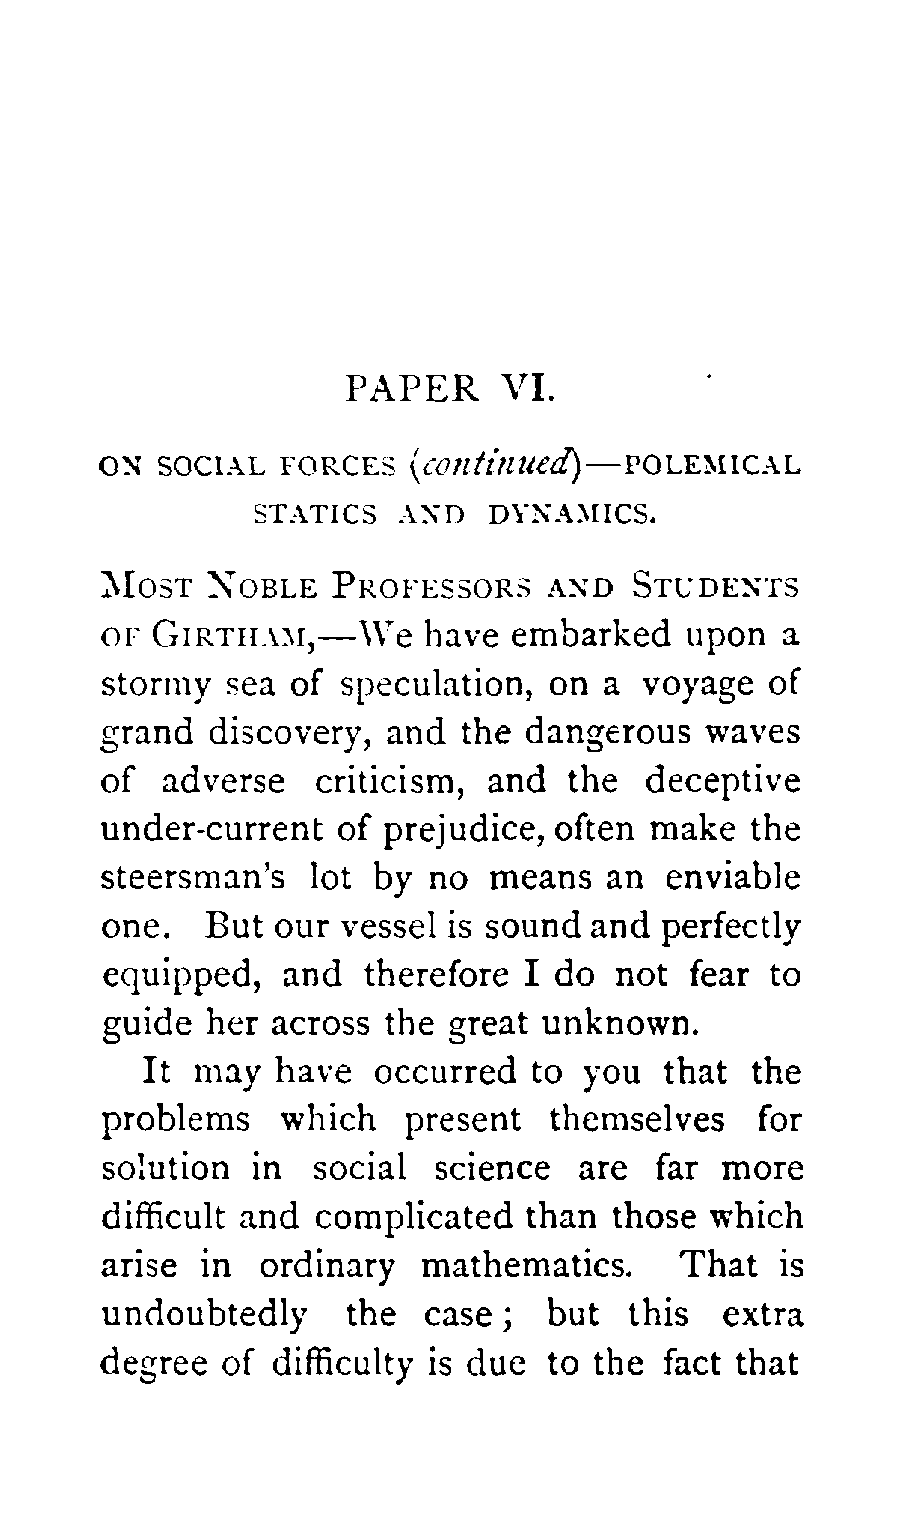 PAPER VI.
ON SOCIAL FORCES (continued)—POLEMICAL
STATICS AND DYNAMICS.
MOST NOBLE PROFESSORS AND STUDENTS
OF GIRTHAM,—We have embarked upon a
stormy sea of speculation, on a voyage of
grand discovery, and the dangerous waves
of adverse criticism, and the deceptive
under-current of prejudice, often make the
steersman's lot by no means an enviable
one. But our vessel is sound and perfectly
equipped, and therefore I do not fear to
guide her across the great unknown.
It may have occurred to you that the
problems which present themselves for
solution in social science are far more
difficult and complicated than those which
arise in ordinary mathematics. That is
undoubtedly the case; but this extra
degree of difficulty is due to the fact that